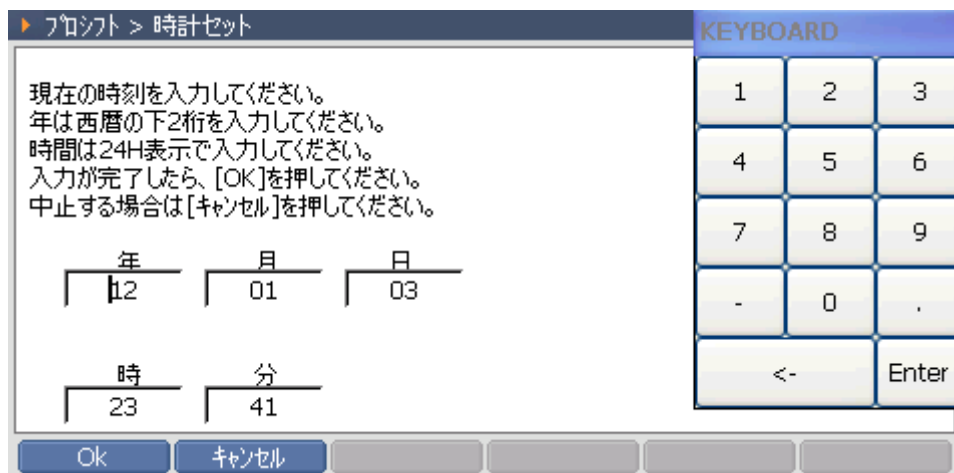 ﾌﾟﾛｼﾌﾄ > 時計セット
KEYBOARD
現在の時刻を入力してください。
年は西暦の下2桁を入力してください。
時間は24H表示で入力してください。
入力が完了したら、[OK]を押してください。
中止する場合は[ｷｬﾝｾﾙ]を押してください。
年 月 日
12 01 03
時 分
23 41
1 2 3
4 5 6
7 8 9
- 0 .
<- Enter
Ok ｷｬﾝｾﾙ